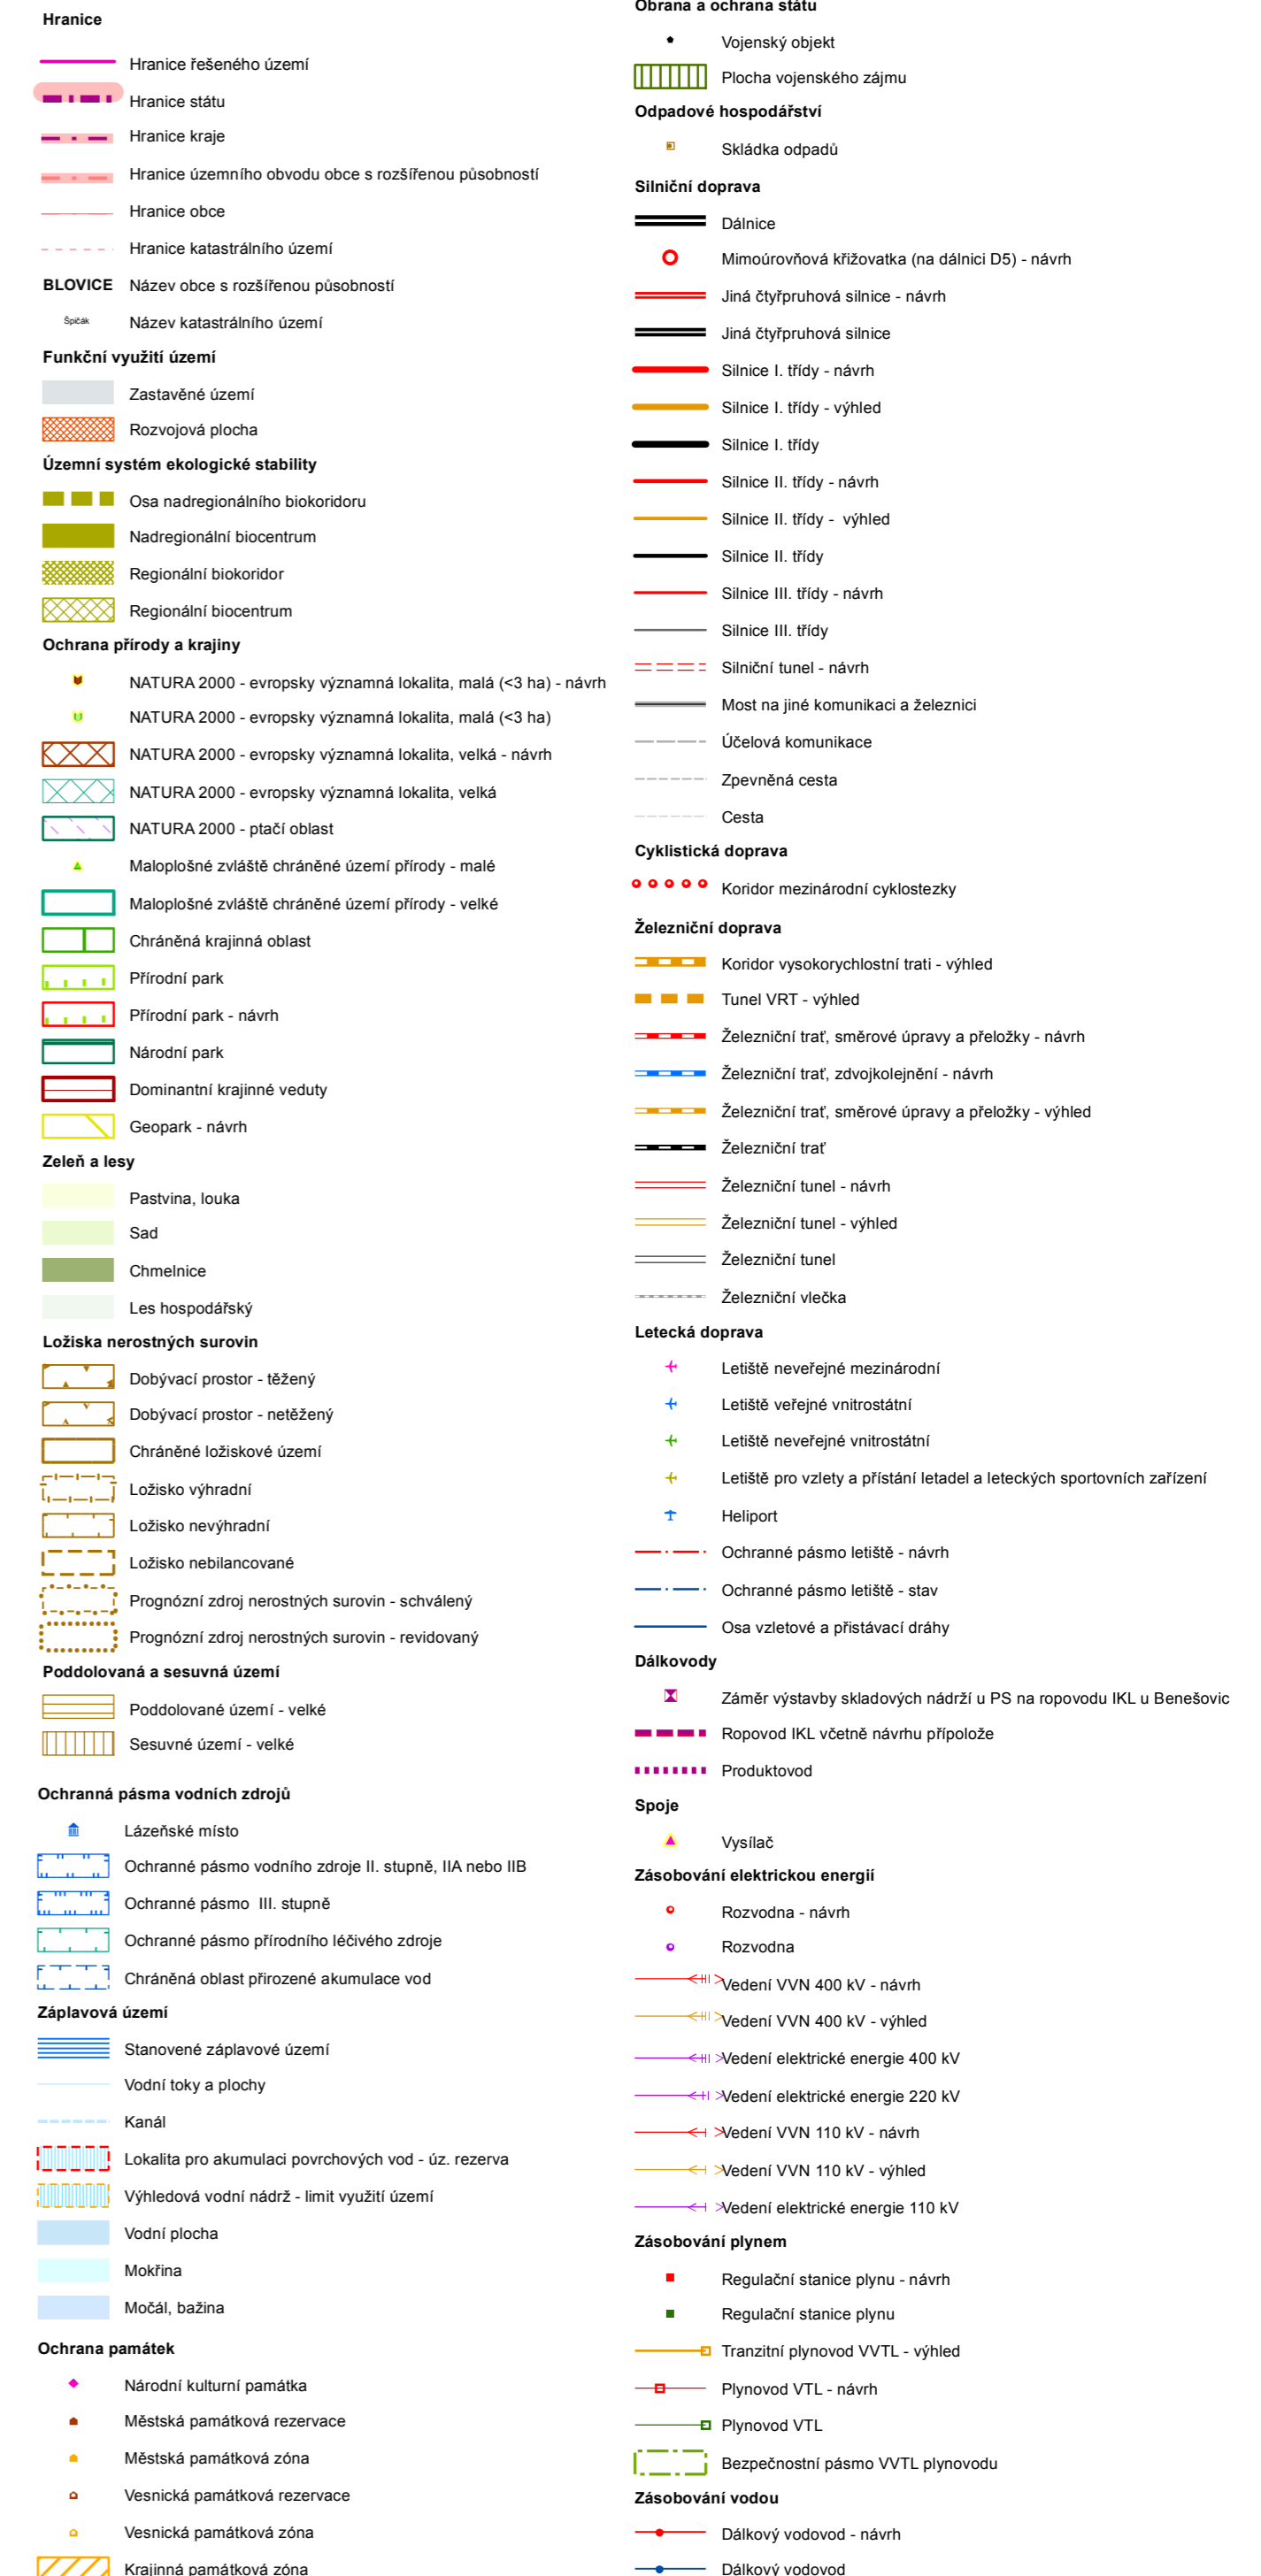 Hranice
Hranice řešeného území
Hranice státu
Hranice kraje
Hranice územního obvodu obce s rozšířenou působností
Hranice obce
Hranice katastrálního území
BLOVICE Název obce s rozšířenou působností
Špičák Název katastrálního území
Funkční využití území
Zastavěné území
Rozvojová plocha
Územní systém ekologické stability
Osa nadregionálního biokoridoru
Nadregionální biocentrum
Regionální biokoridor
Regionální biocentrum
Ochrana přírody a krajiny
NATURA 2000 - evropsky významná lokalita, malá (<3 ha) - návrh
NATURA 2000 - evropsky významná lokalita, malá (<3 ha)
NATURA 2000 - evropsky významná lokalita, velká - návrh
NATURA 2000 - evropsky významná lokalita, velká
NATURA 2000 - ptačí oblast
Maloplošné zvláště chráněné území přírody - malé
Maloplošné zvláště chráněné území přírody - velké
Chráněná krajinná oblast
Přírodní park
Přírodní park - návrh
Národní park
Dominantní krajinné veduty
Geopark - návrh
Zeleň a lesy
Pastvina, louka
Sad
Chmelnice
Les hospodářský
Ložiska nerostných surovin
Dobývací prostor - těžený
Dobývací prostor - netěžený
Chráněné ložiskové území
Ložisko výhradní
Ložisko nevýhradní
Ložisko nebilancované
Prognózní zdroj nerostných surovin - schválený
Prognózní zdroj nerostných surovin - revidovaný
Poddolovaná a sesuvná území
Poddolované území - velké
Sesuvné území - velké
Ochranná pásma vodních zdrojů
Lázeňské místo
Ochranné pásmo vodního zdroje II. stupně, IIA nebo IIB
Ochranné pásmo III. stupně
Ochranné pásmo přírodního léčivého zdroje
Chráněná oblast přirozené akumulace vod
Záplavová území
Stanovené záplavové území
Vodní toky a plochy
Kanál
Lokalita pro akumulaci povrchových vod - úz. rezerva
Výhledová vodní nádrž - limit využití území
Vodní plocha
Mokřina
Močál, bažina
Ochrana památek
Národní kulturní památka
Městská památková rezervace
Městská památková zóna
Vesnická památková rezervace
Vesnická památková zóna
Krajinná památková zóna
Obrana a ochrana státu
Vojenský objekt
Plocha vojenského zájmu
Odpadové hospodářství
Skládka odpadů
Silniční doprava
Dálnice
Mimoúrovňová křižovatka (na dálnici D5) - návrh
Jiná čtyřpruhová silnice - návrh
Jiná čtyřpruhová silnice
Silnice I. třídy - návrh
Silnice I. třídy - výhled
Silnice I. třídy
Silnice II. třídy - návrh
Silnice II. třídy - výhled
Silnice II. třídy
Silnice III. třídy - návrh
Silnice III. třídy
Silniční tunel - návrh
Most na jiné komunikaci a železnici
Účelová komunikace
Zpevněná cesta
Cesta
Cyklistická doprava
Koridor mezinárodní cyklostezky
Železniční doprava
Koridor vysokorychlostní trati - výhled
Tunel VRT - výhled
Železniční trať, směrové úpravy a přeložky - návrh
Železniční trať, zdvojkolejnění - návrh
Železniční trať, směrové úpravy a přeložky - výhled
Železniční trať
Železniční tunel - návrh
Železniční tunel - výhled
Železniční tunel
Železniční vlečka
Letecká doprava
Letiště neveřejné mezinárodní
Letiště veřejné vnitrostátní
Letiště neveřejné vnitrostátní
Letiště pro vzlety a přístání letadel a leteckých sportovních zařízení
Heliport
Ochranné pásmo letiště - návrh
Ochranné pásmo letiště - stav
Osa vzletové a přistávací dráhy
Dálkovody
Záměr výstavby skladových nádrží u PS na ropovodu IKL u Benešovic
Ropovod IKL včetně návrhu přípolože
Produktovod
Spoje
Vysílač
Zásobování elektrickou energií
Rozvodna - návrh
Rozvodna
Vedení VVN 400 kV - návrh
Vedení VVN 400 kV - výhled
Vedení elektrické energie 400 kV
Vedení elektrické energie 220 kV
Vedení VVN 110 kV - návrh
Vedení VVN 110 kV - výhled
Vedení elektrické energie 110 kV
Zásobování plynem
Regulační stanice plynu - návrh
Regulační stanice plynu
Tranzitní plynovod VVTL - výhled
Plynovod VTL - návrh
Plynovod VTL
Bezpečnostní pásmo VVTL plynovodu
Zásobování vodou
Dálkový vodovod - návrh
Dálkový vodovod